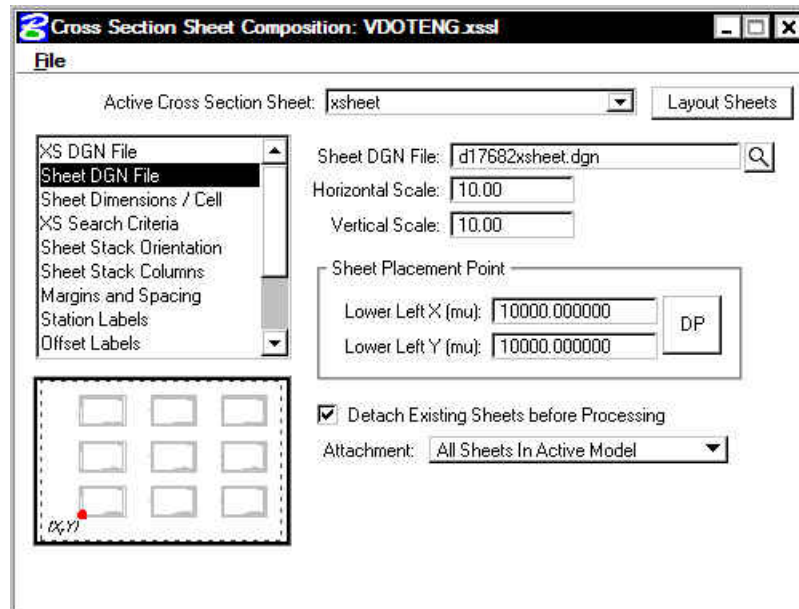 Cross Section Sheet Composition: VDOTENG.xssl
File
Active Cross Section Sheet: xsheet Layout Sheets
XS DGN File
Sheet DGN File
Sheet Dimensions / Cell
XS Search Criteria
Sheet Stack Orientation
Sheet Stack Columns
Margins and Spacing
Station Labels
Offset Labels
Sheet DGN File: d17682xsheet.dgn
Horizontal Scale: 10.00
Vertical Scale: 10.00
Sheet Placement Point
Lower Left X (mu): 10000.000000
Lower Left Y (mu): 10000.000000
DP
Detach Existing Sheets before Processing
Attachment: All Sheets In Active Model
(X,Y)